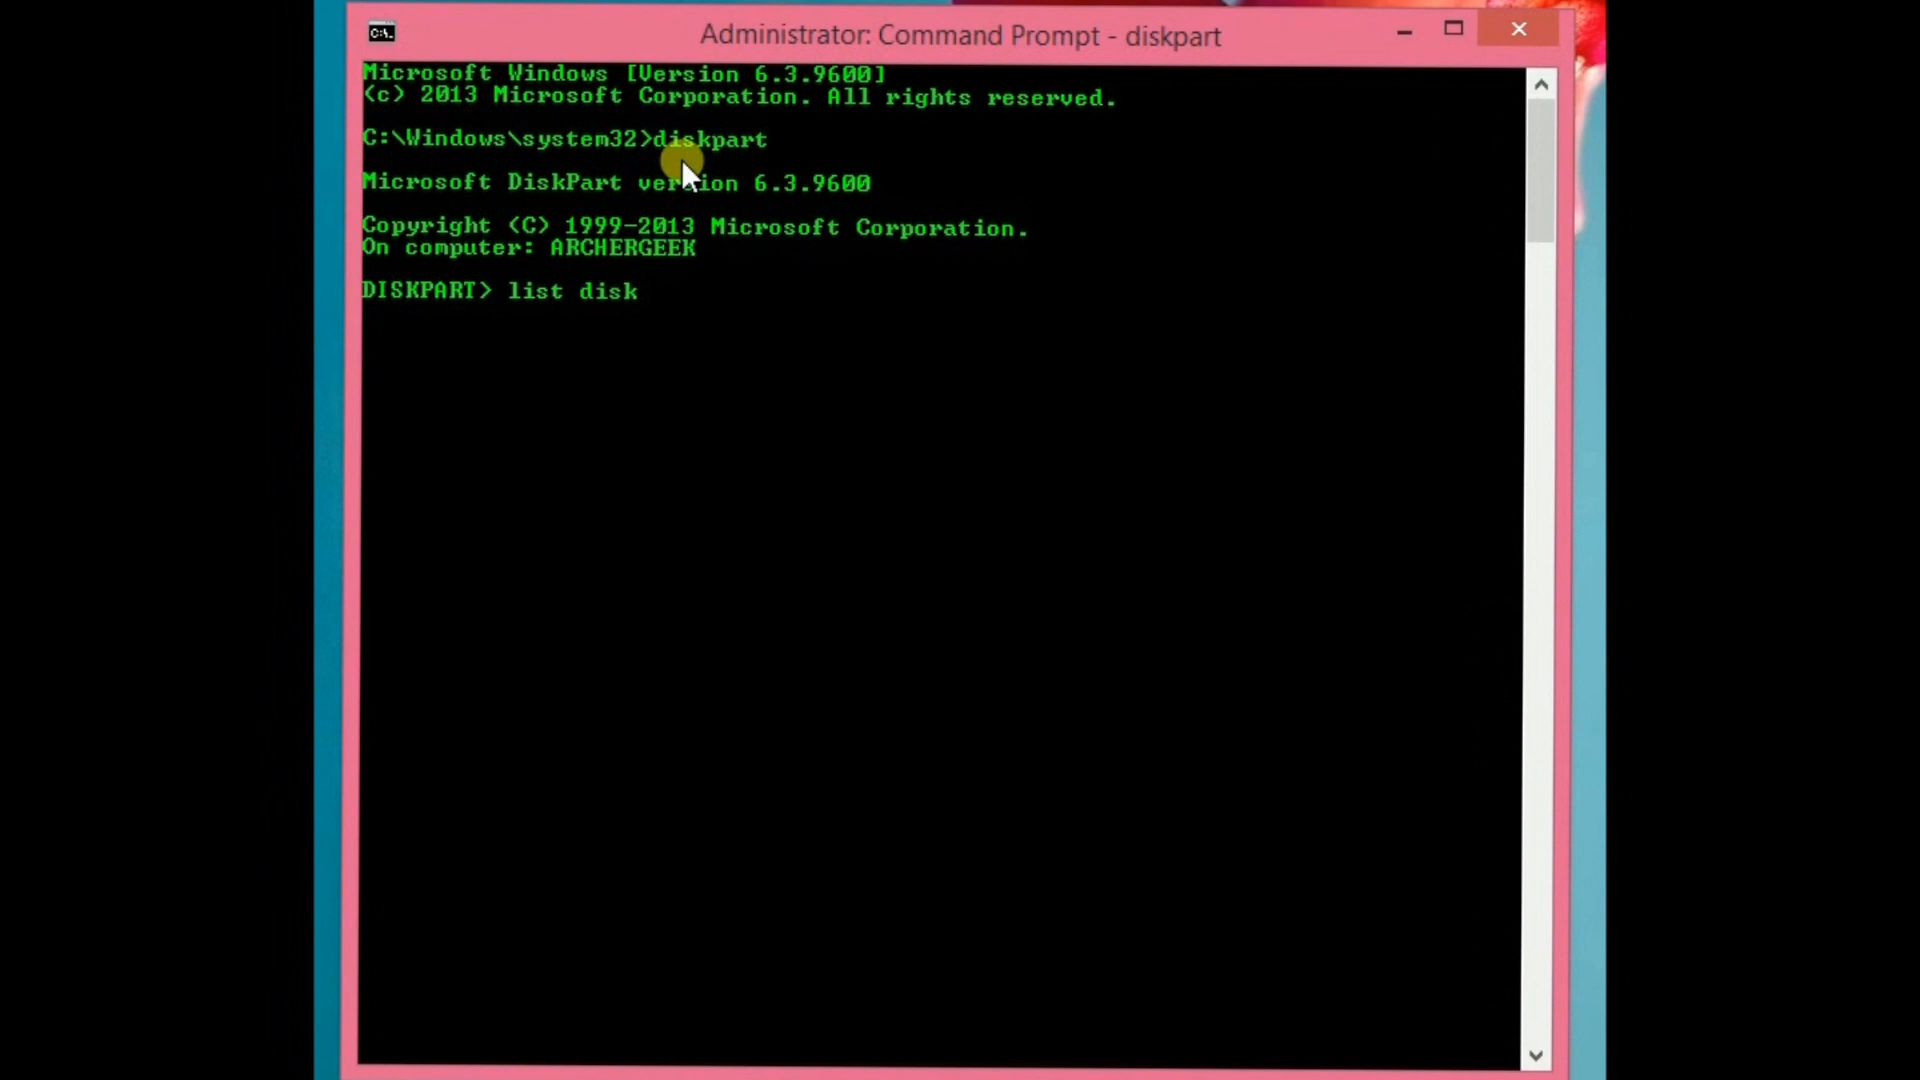 Administrator: Command Prompt - diskpart
Microsoft Windows [Version 6.3.9600]
(c) 2013 Microsoft Corporation. All rights reserved.
C:\Windows\system32>diskpart
Microsoft DiskPart version 6.3.9600
Copyright (C) 1999-2013 Microsoft Corporation.
On computer: ARCHERGEEK
DISKPART> list disk